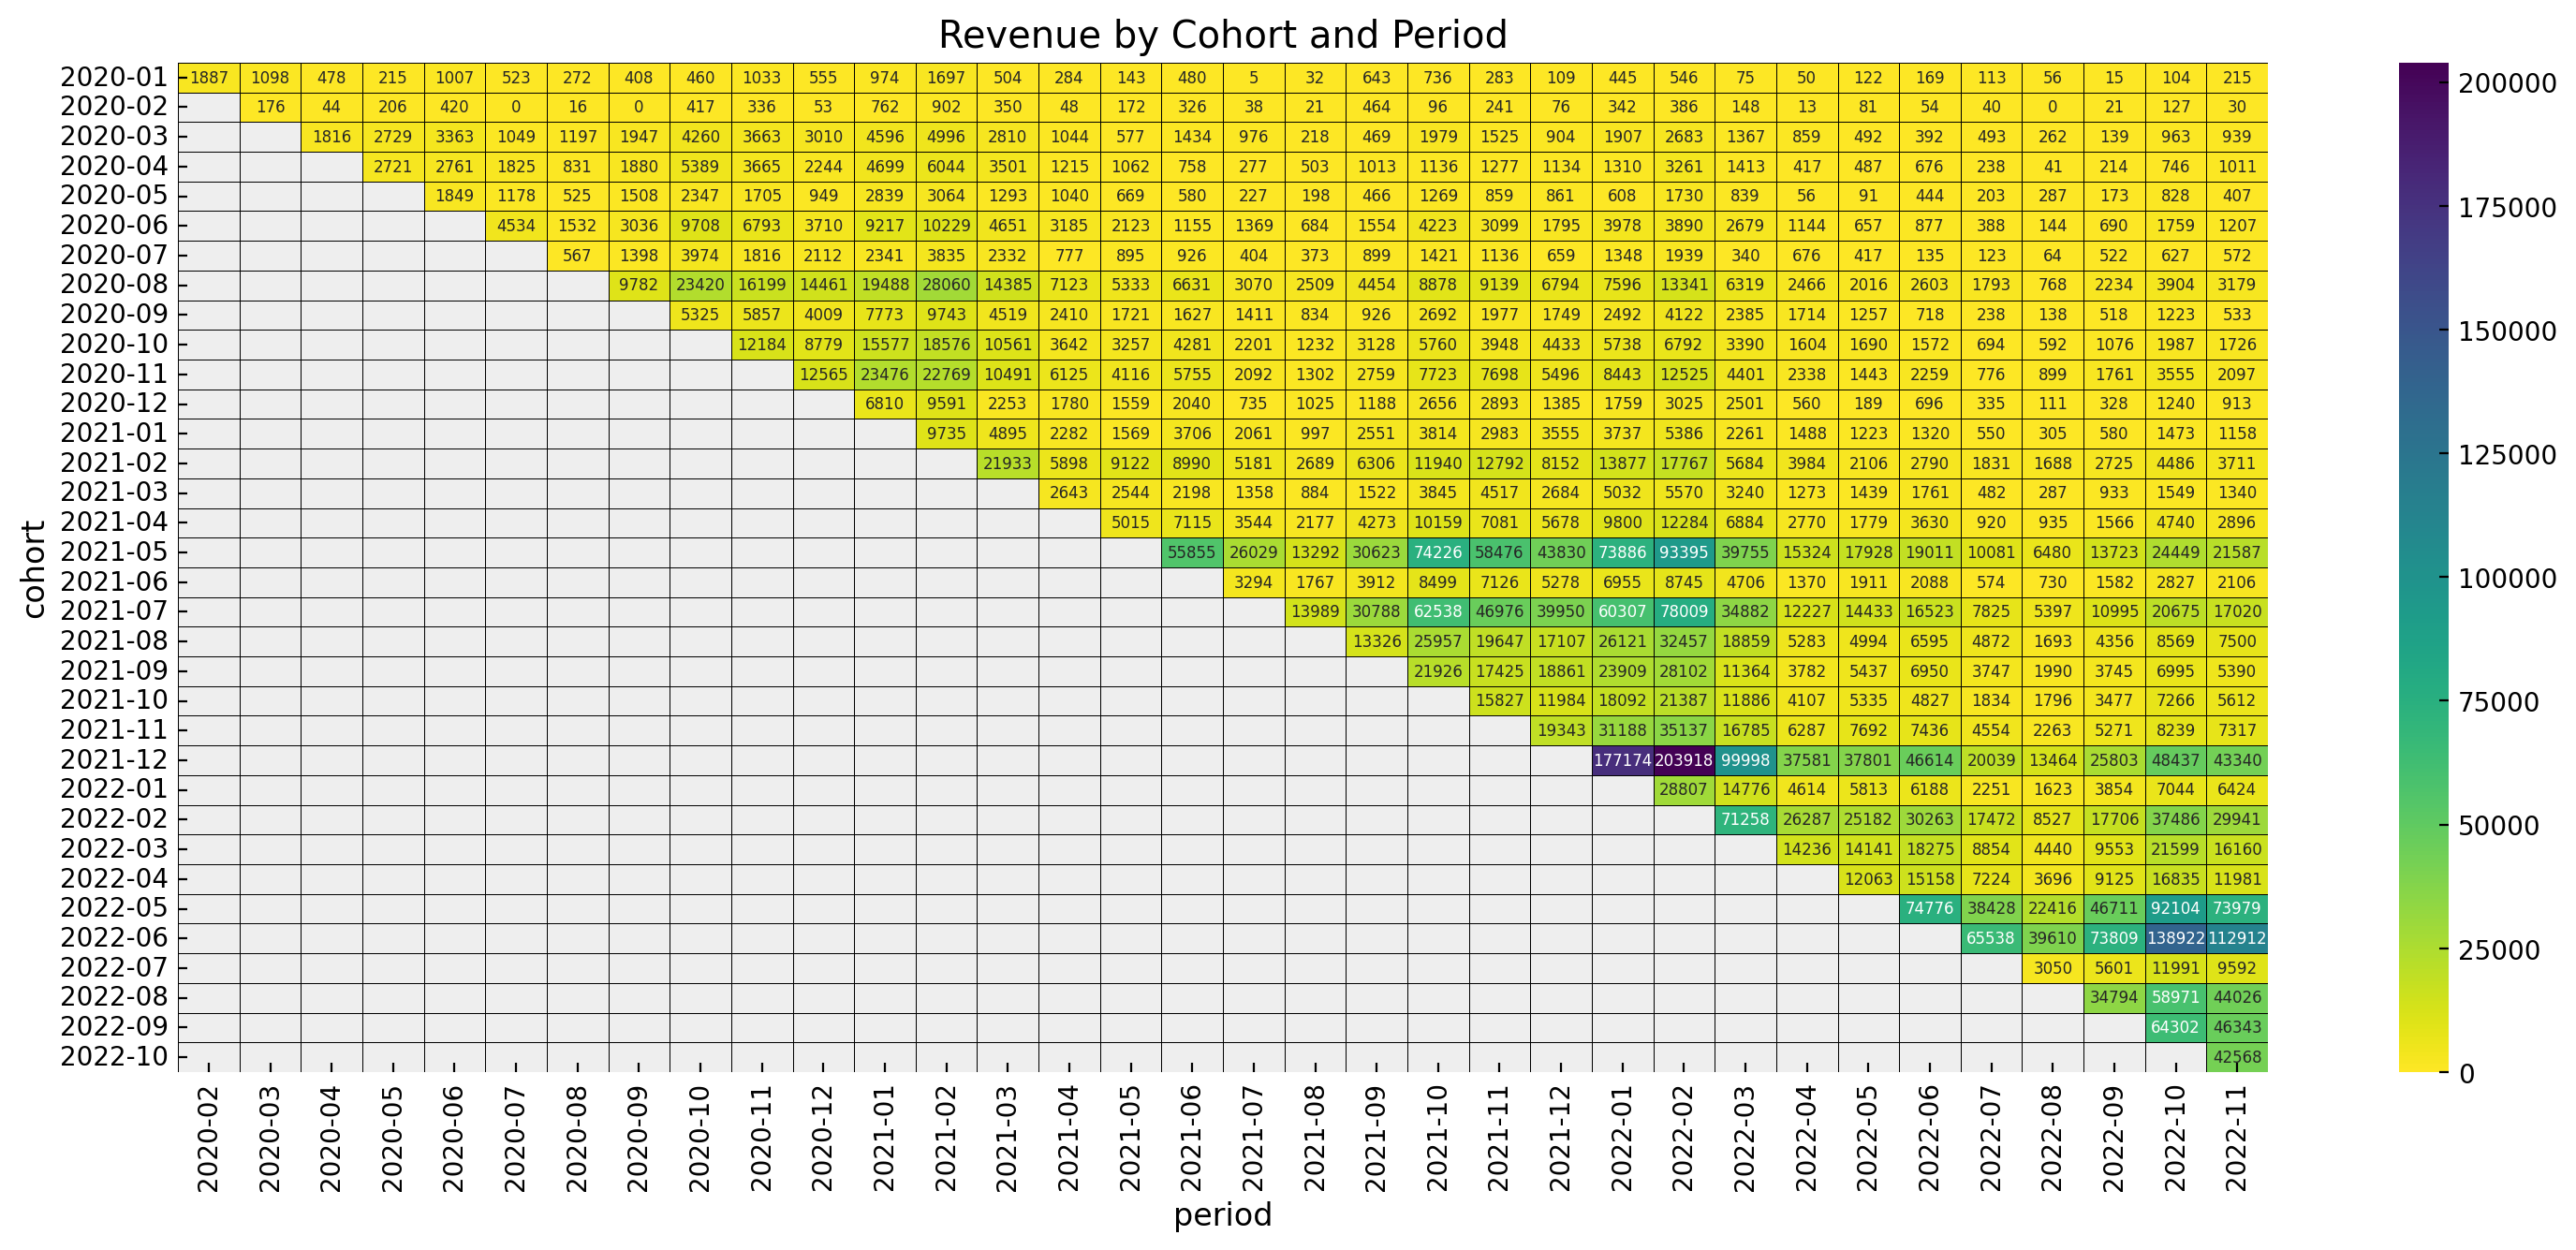 Revenue by Cohort and Period
2020-01 1887 1098 478 215 1007 523 272 408 460 1033 555 974 1697 504 284 143 480 5 32 643 736 283 109 445 546 75 50 122 169 113 56 15 104 215
2020-02 176 44 206 420 0 16 0 417 336 53 762 902 350 48 172 326 38 21 464 96 241 76 342 386 148 13 81 54 40 0 21 127 30
2020-03 1816 2729 3363 1049 1197 1947 4260 3663 3010 4596 4996 2810 1044 577 1434 976 218 469 1979 1525 904 1907 2683 1367 859 492 392 493 262 139 963 939
2020-04 2721 2761 1825 831 1880 5389 3665 2244 4699 6044 3501 1215 1062 758 277 503 1013 1136 1277 1134 1310 3261 1413 417 487 676 238 41 214 746 1011
2020-05 1849 1178 525 1508 2347 1705 949 2839 3064 1293 1040 669 580 227 198 466 1269 859 861 608 1730 839 56 91 444 203 287 173 828 407
2020-06 4534 1532 3036 9708 6793 3710 9217 10229 4651 3185 2123 1155 1369 684 1554 4223 3099 1795 3978 3890 2679 1144 657 877 388 144 690 1759 1207
2020-07 567 1398 3974 1816 2112 2341 3835 2332 777 895 926 404 373 899 1421 1136 659 1348 1939 340 676 417 135 123 64 522 627 572
2020-08 9782 23420 16199 14461 19488 28060 14385 7123 5333 6631 3070 2509 4454 8878 9139 6794 7596 13341 6319 2466 2016 2603 1793 768 2234 3904 3179
2020-09 5325 5857 4009 7773 9743 4519 2410 1721 1627 1411 834 926 2692 1977 1749 2492 4122 2385 1714 1257 718 238 138 518 1223 533
2020-10 12184 8779 15577 18576 10561 3642 3257 4281 2201 1232 3128 5760 3948 4433 5738 6792 3390 1604 1690 1572 694 592 1076 1987 1726
2020-11 12565 23476 22769 10491 6125 4116 5755 2092 1302 2759 7723 7698 5496 8443 12525 4401 2338 1443 2259 776 899 1761 3555 2097
2020-12 6810 9591 2253 1780 1559 2040 735 1025 1188 2656 2893 1385 1759 3025 2501 560 189 696 335 111 328 1240 913
2021-01 9735 4895 2282 1569 3706 2061 997 2551 3814 2983 3555 3737 5386 2261 1488 1223 1320 550 305 580 1473 1158
2021-02 21933 5898 9122 8990 5181 2689 6306 11940 12792 8152 13877 17767 5684 3984 2106 2790 1831 1688 2725 4486 3711
2021-03 2643 2544 2198 1358 884 1522 3845 4517 2684 5032 5570 3240 1273 1439 1761 482 287 933 1549 1340
2021-04 5015 7115 3544 2177 4273 10159 7081 5678 9800 12284 6884 2770 1779 3630 920 935 1566 4740 2896
2021-05 55855 26029 13292 30623 74226 58476 43830 73886 93395 39755 15324 17928 19011 10081 6480 13723 24449 21587
2021-06 3294 1767 3912 8499 7126 5278 6955 8745 4706 1370 1911 2088 574 730 1582 2827 2106
2021-07 13989 30788 62538 46976 39950 60307 78009 34882 12227 14433 16523 7825 5397 10995 20675 17020
2021-08 13326 25957 19647 17107 26121 32457 18859 5283 4994 6595 4872 1693 4356 8569 7500
2021-09 21926 17425 18861 23909 28102 11364 3782 5437 6950 3747 1990 3745 6995 5390
2021-10 15827 11984 18092 21387 11886 4107 5335 4827 1834 1796 3477 7266 5612
2021-11 19343 31188 35137 16785 6287 7692 7436 4554 2263 5271 8239 7317
2021-12 177174 203918 99998 37581 37801 46614 20039 13464 25803 48437 43340
2022-01 28807 14776 4614 5813 6188 2251 1623 3854 7044 6424
2022-02 71258 26287 25182 30263 17472 8527 17706 37486 29941
2022-03 14236 14141 18275 8854 4440 9553 21599 16160
2022-04 12063 15158 7224 3696 9125 16835 11981
2022-05 74776 38428 22416 46711 92104 73979
2022-06 65538 39610 73809 138922 112912
2022-07 3050 5601 11991 9592
2022-08 34794 58971 44026
2022-09 64302 46343
2022-10 42568
cohort
2020-02 2020-03 2020-04 2020-05 2020-06 2020-07 2020-08 2020-09 2020-10 2020-11 2020-12 2021-01 2021-02 2021-03 2021-04 2021-05 2021-06 2021-07 2021-08 2021-09 2021-10 2021-11 2021-12 2022-01 2022-02 2022-03 2022-04 2022-05 2022-06 2022-07 2022-08 2022-09 2022-10 2022-11
period
200000
175000
150000
125000
100000
75000
50000
25000
0